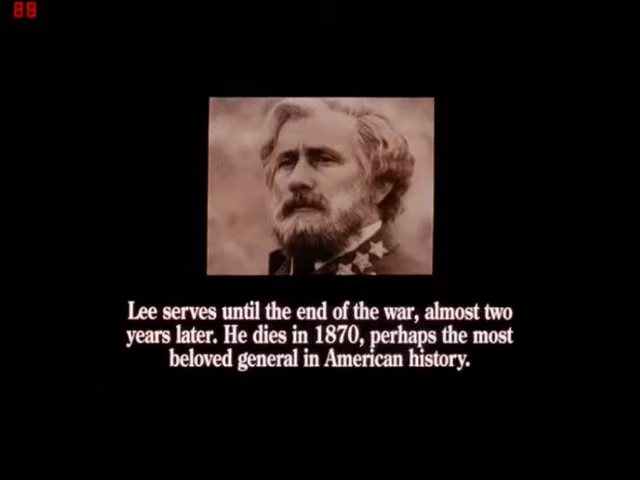 88
Lee serves until the end of the war, almost two
years later. He dies in 1870, perhaps the most
beloved general in American history.